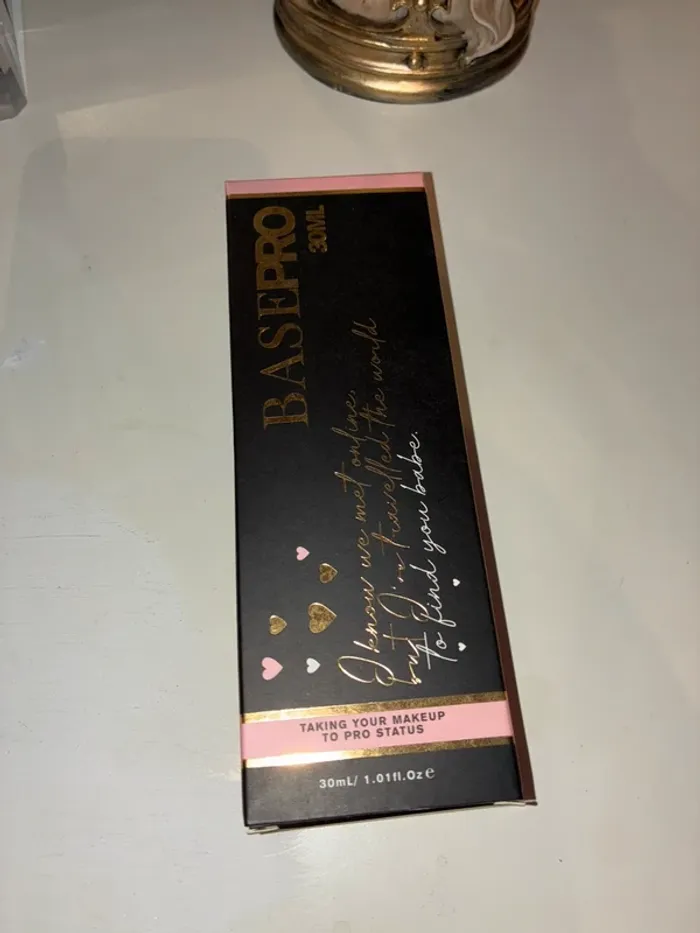 BASEPRO
30ML
I know we met online,
but I've travelled the world
to find you babe.
TAKING YOUR MAKEUP
TO PRO STATUS
30mL/ 1.01fl.Oz e